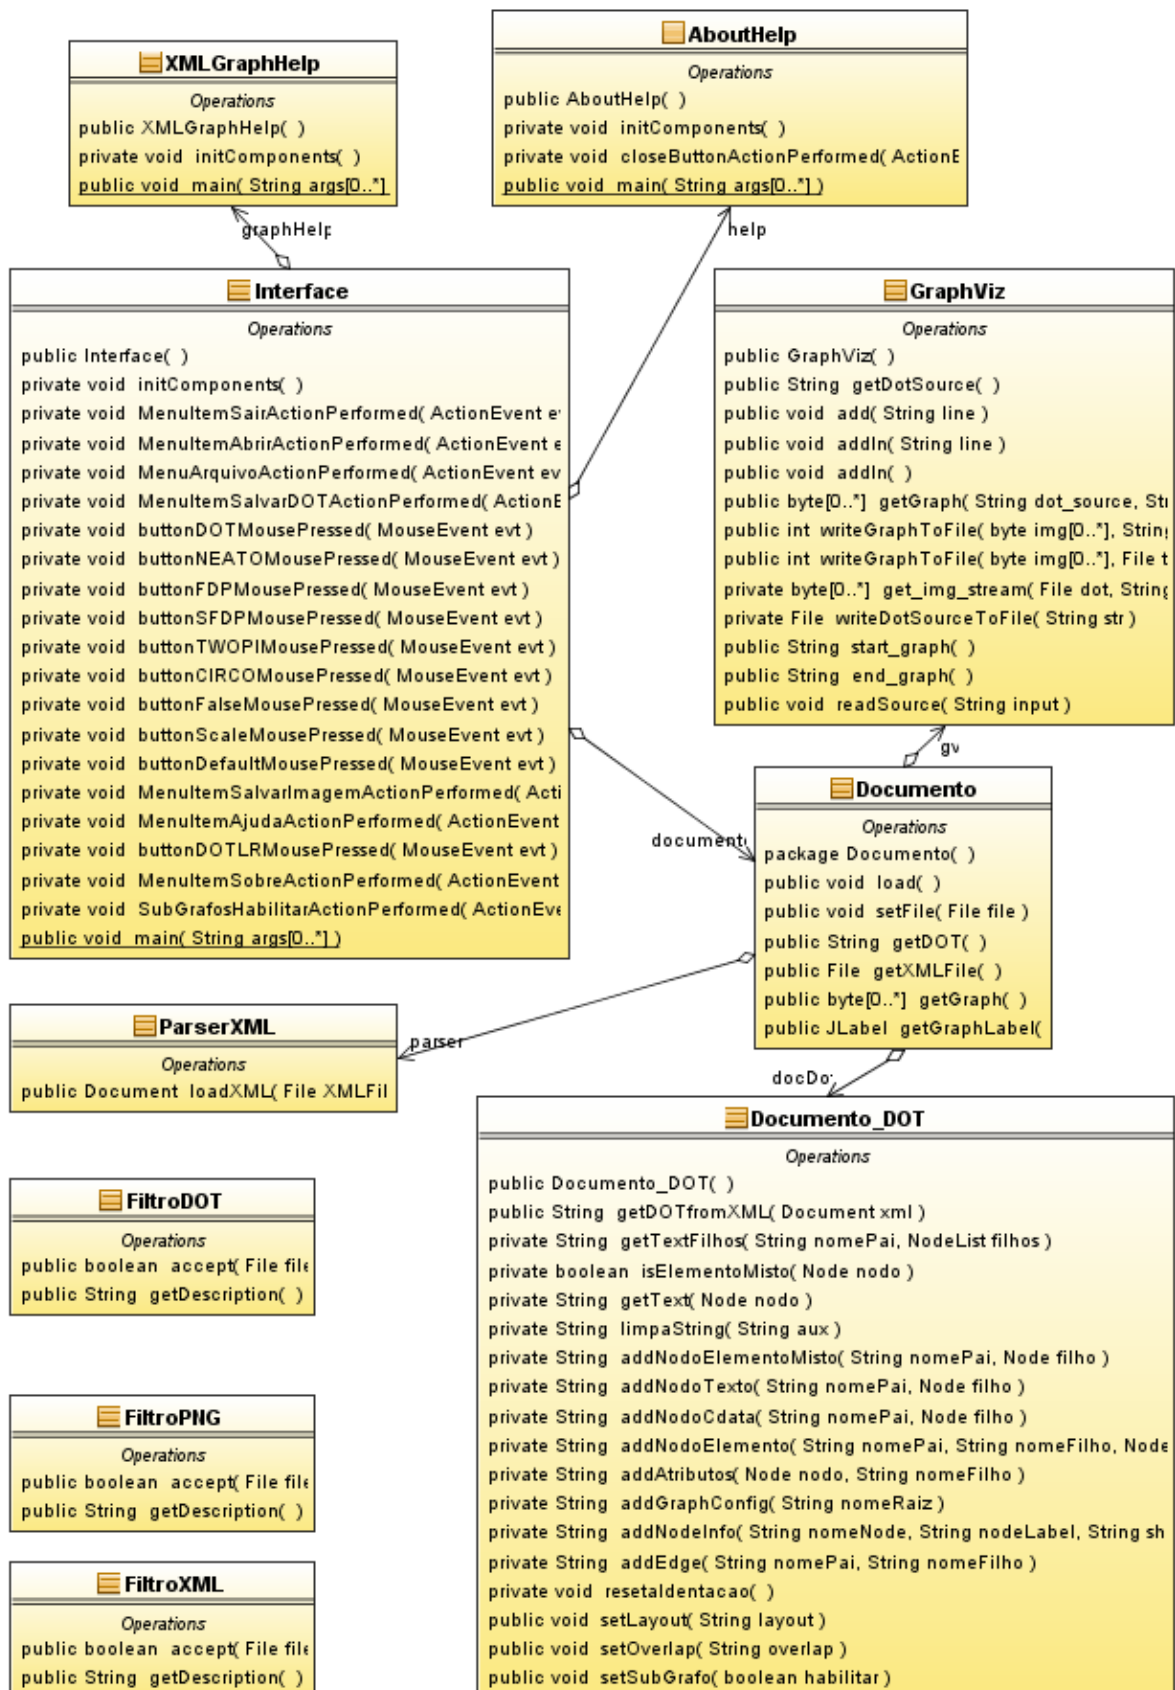 XMLGraphHelp
Operations
public XMLGraphHelp( )
private void initComponents( )
public void main( String args[0..*]
AboutHelp
Operations
public AboutHelp( )
private void initComponents( )
private void closeButtonActionPerformed( ActionE
public void main( String args[0..*] )
graphHelp
help
Interface
Operations
public Interface( )
private void initComponents( )
private void MenuItemSairActionPerformed( ActionEvent ev
private void MenuItemAbrirActionPerformed( ActionEvent e
private void MenuArquivoActionPerformed( ActionEvent ev
private void MenuItemSalvarDOTActionPerformed( ActionE
private void buttonDOTMousePressed( MouseEvent evt )
private void buttonNEATOMousePressed( MouseEvent evt )
private void buttonFDPMousePressed( MouseEvent evt )
private void buttonSFDPMousePressed( MouseEvent evt )
private void buttonTWOPIMousePressed( MouseEvent evt )
private void buttonCIRCOMousePressed( MouseEvent evt )
private void buttonFalseMousePressed( MouseEvent evt )
private void buttonScaleMousePressed( MouseEvent evt )
private void buttonDefaultMousePressed( MouseEvent evt )
private void MenuItemSalvarImagemActionPerformed( Acti
private void MenuItemAjudaActionPerformed( ActionEvent
private void buttonDOTLRMousePressed( MouseEvent evt )
private void MenuItemSobreActionPerformed( ActionEvent
private void SubGrafosHabilitarActionPerformed( ActionEve
public void main( String args[0..*] )
GraphViz
Operations
public GraphViz( )
public String getDotSource( )
public void add( String line )
public void addln( String line )
public void addln( )
public byte[0..*] getGraph( String dot_source, Stri
public int writeGraphToFile( byte img[0..*], String
public int writeGraphToFile( byte img[0..*], File t
private byte[0..*] get_img_stream( File dot, String
private File writeDotSourceToFile( String str )
public String start_graph( )
public String end_graph( )
public void readSource( String input )
gv
documento
Documento
Operations
package Documento( )
public void load( )
public void setFile( File file )
public String getDOT( )
public File getXMLFile( )
public byte[0..*] getGraph( )
public JLabel getGraphLabel(
parser
docDo
ParserXML
Operations
public Document loadXML( File XMLFil
Documento_DOT
Operations
public Documento_DOT( )
public String getDOTfromXML( Document xml )
private String getTextFilhos( String nomePai, NodeList filhos )
private boolean isElementoMisto( Node nodo )
private String getText( Node nodo )
private String limpaString( String aux )
private String addNodoElementoMisto( String nomePai, Node filho )
private String addNodoTexto( String nomePai, Node filho )
private String addNodoCdata( String nomePai, Node filho )
private String addNodoElemento( String nomePai, String nomeFilho, Node
private String addAtributos( Node nodo, String nomeFilho )
private String addGraphConfig( String nomeRaiz )
private String addNodeInfo( String nomeNode, String nodeLabel, String sh
private String addEdge( String nomePai, String nomeFilho )
private void resetaIdentacao( )
public void setLayout( String layout )
public void setOverlap( String overlap )
public void setSubGrafo( boolean habilitar )
FiltroDOT
Operations
public boolean accept( File file
public String getDescription( )
FiltroPNG
Operations
public boolean accept( File file
public String getDescription( )
FiltroXML
Operations
public boolean accept( File file
public String getDescription( )